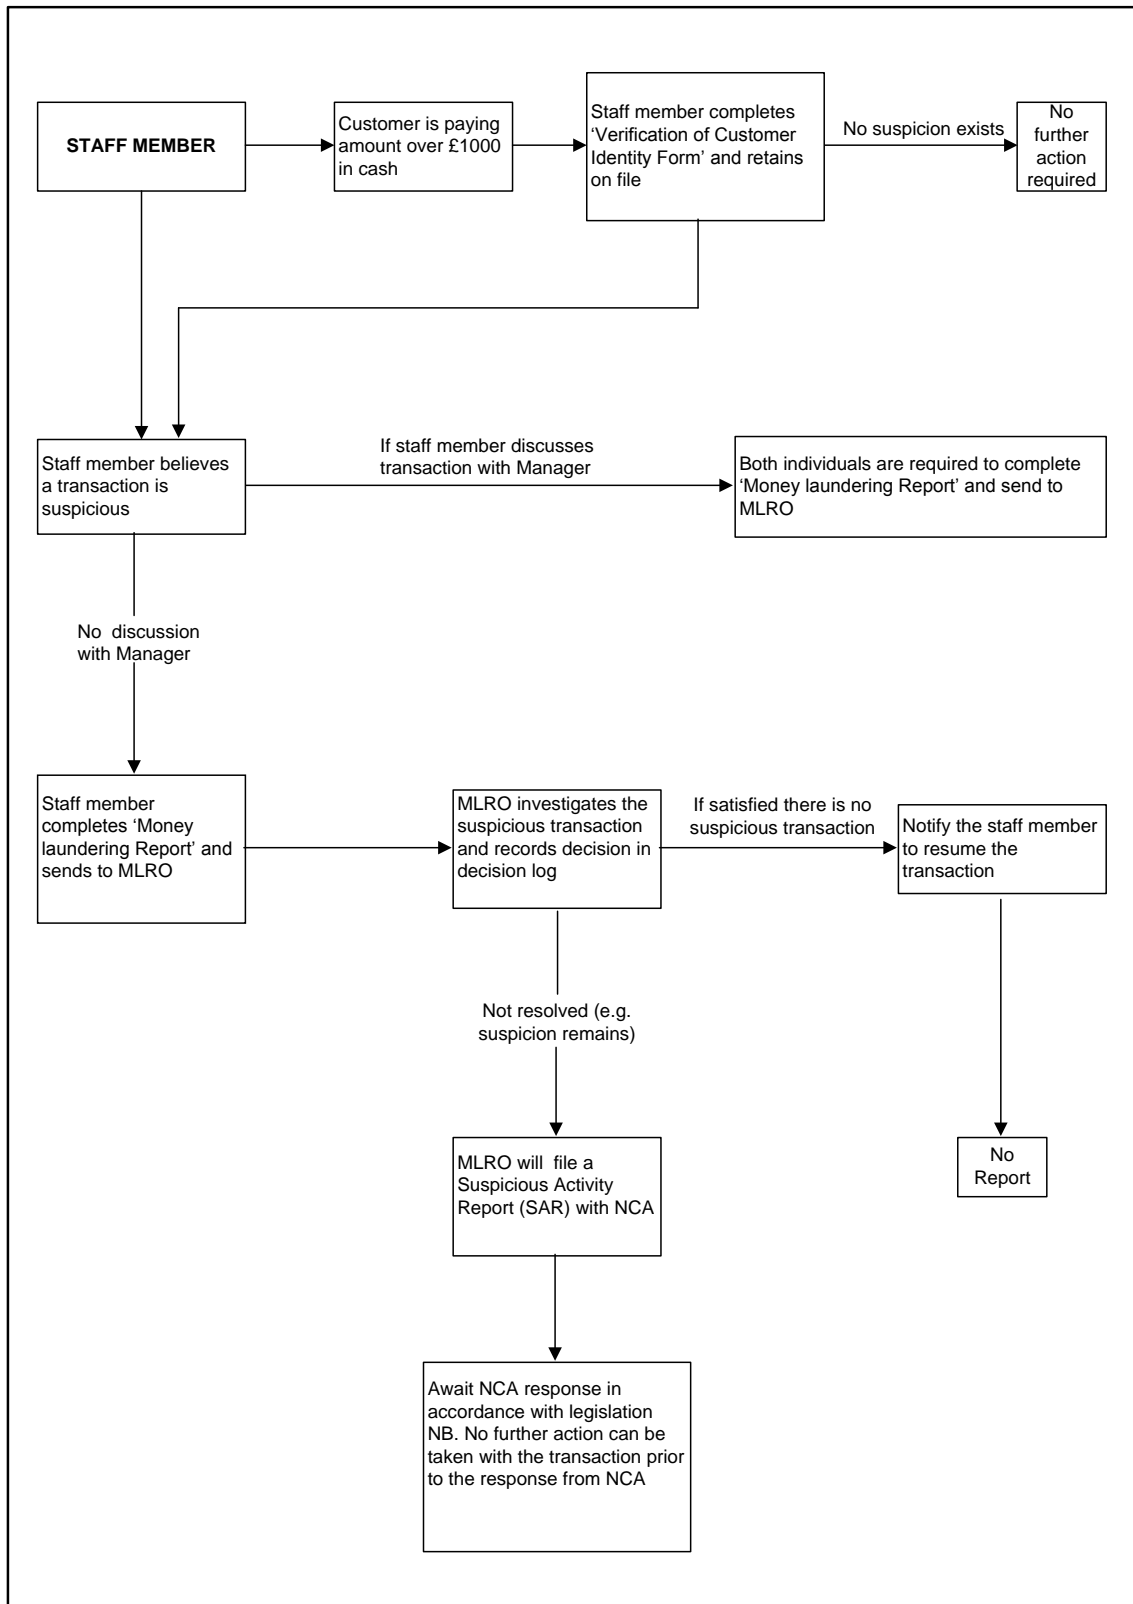 STAFF MEMBER
Customer is paying
amount over £1000
in cash
Staff member completes
‘Verification of Customer
Identity Form’ and retains
on file
No suspicion exists
No
further
action
required
Staff member believes
a transaction is
suspicious
If staff member discusses
transaction with Manager
Both individuals are required to complete
‘Money laundering Report’ and send to
MLRO
No  discussion
with Manager
Staff member
completes ‘Money
laundering Report’ and
sends to MLRO
MLRO investigates the
suspicious transaction
and records decision in
decision log
If satisfied there is no
suspicious transaction
Notify the staff member
to resume the
transaction
Not resolved (e.g.
suspicion remains)
No
Report
MLRO will  file a
Suspicious Activity
Report (SAR) with NCA
Await NCA response in
accordance with legislation
NB. No further action can be
taken with the transaction prior
to the response from NCA